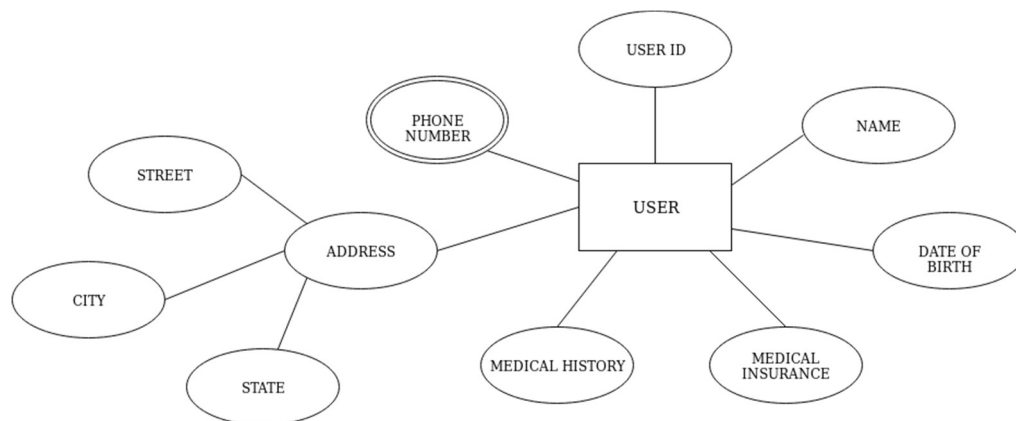 USER ID
PHONE
NUMBER
NAME
STREET
USER
ADDRESS
DATE OF
BIRTH
CITY
MEDICAL HISTORY
MEDICAL
INSURANCE
STATE